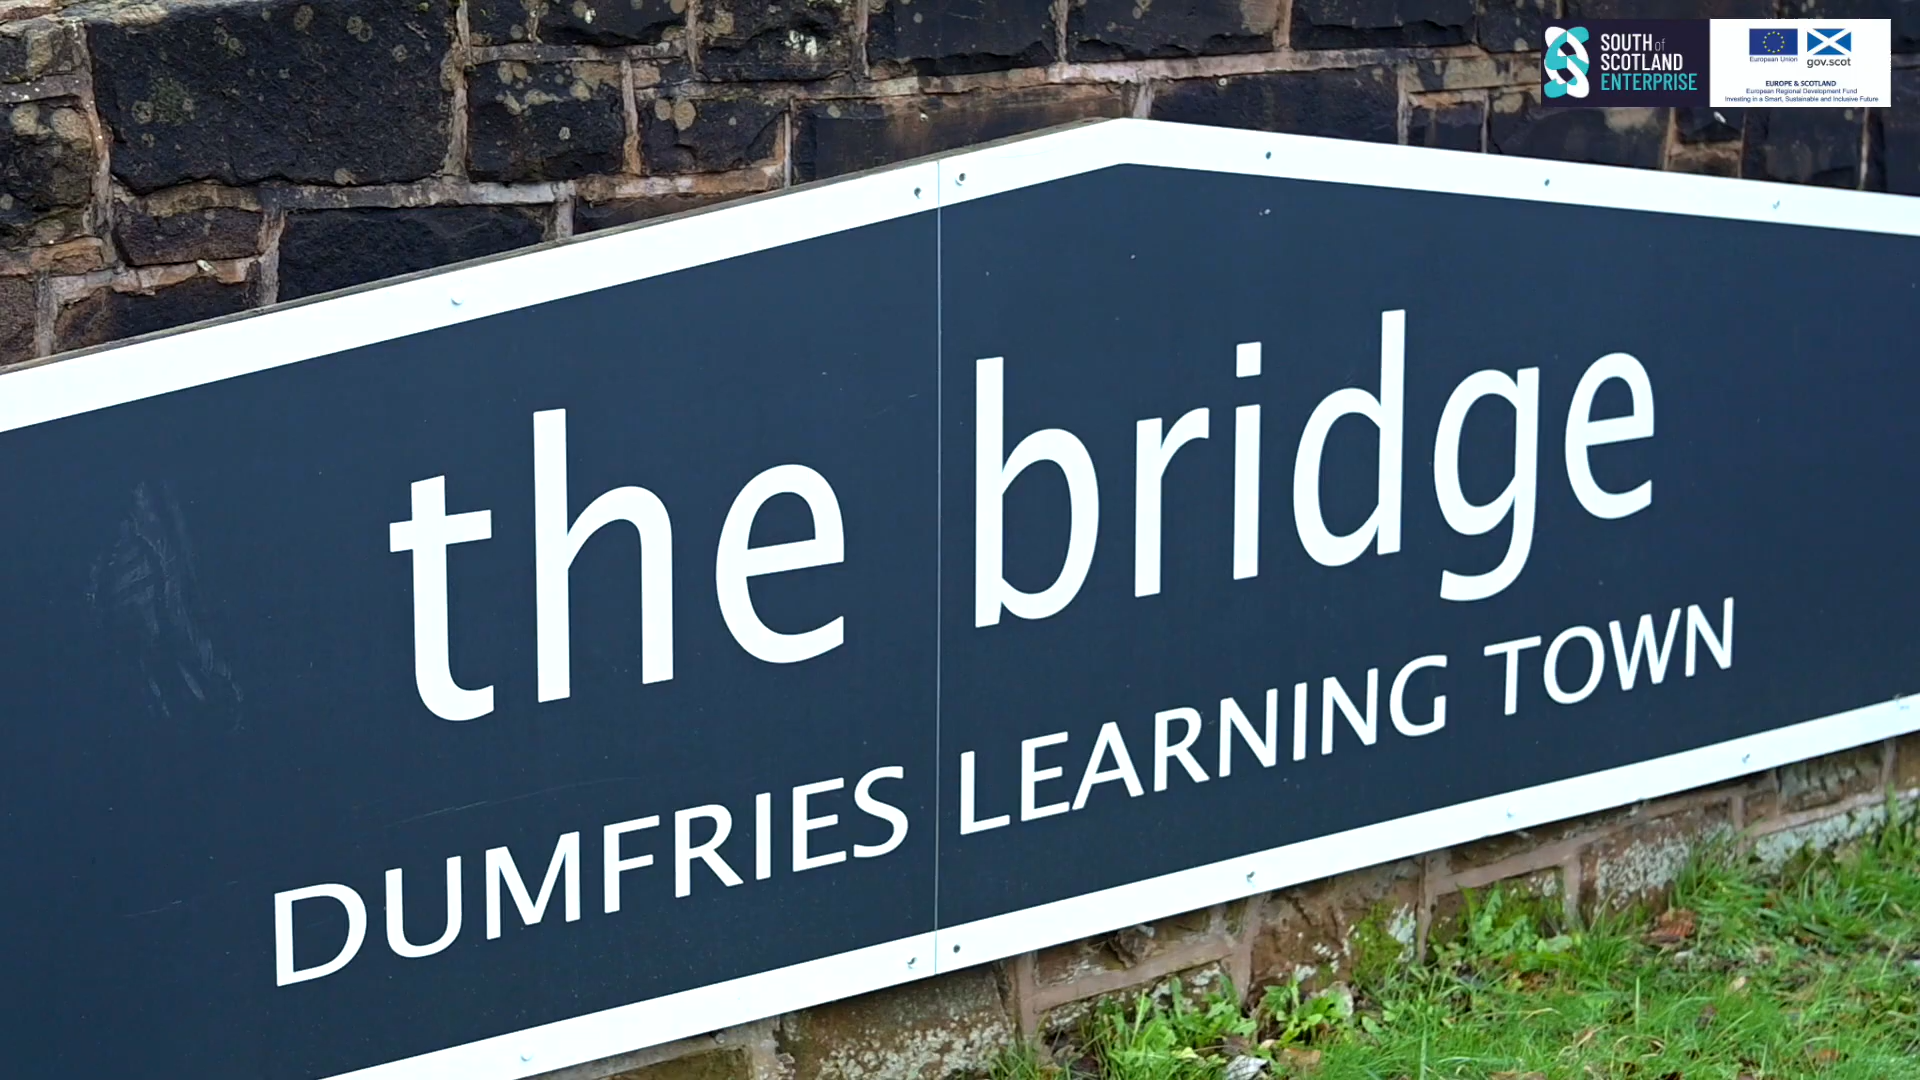 SOUTH of
SCOTLAND
ENTERPRISE
European Union
gov.scot
EUROPE & SCOTLAND
European Regional Development Fund
Investing in a Smart, Sustainable and Inclusive Future
the bridge
DUMFRIES LEARNING TOWN